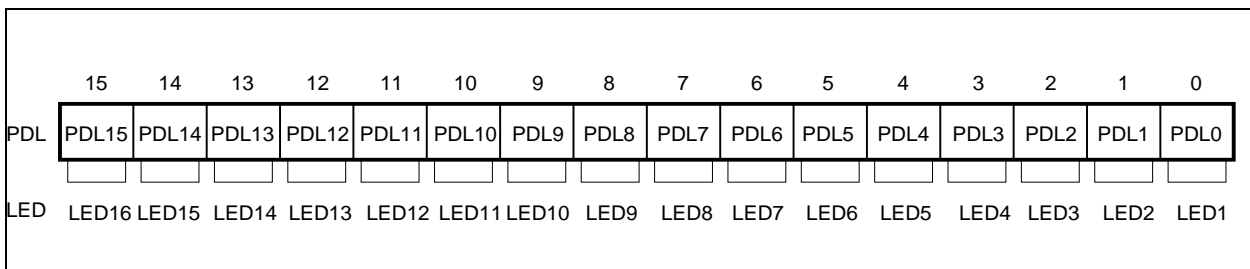 15 14 13 12 11 10 9 8 7 6 5 4 3 2 1 0
PDL PDL15 PDL14 PDL13 PDL12 PDL11 PDL10 PDL9 PDL8 PDL7 PDL6 PDL5 PDL4 PDL3 PDL2 PDL1 PDL0
LED LED16 LED15 LED14 LED13 LED12 LED11 LED10 LED9 LED8 LED7 LED6 LED5 LED4 LED3 LED2 LED1